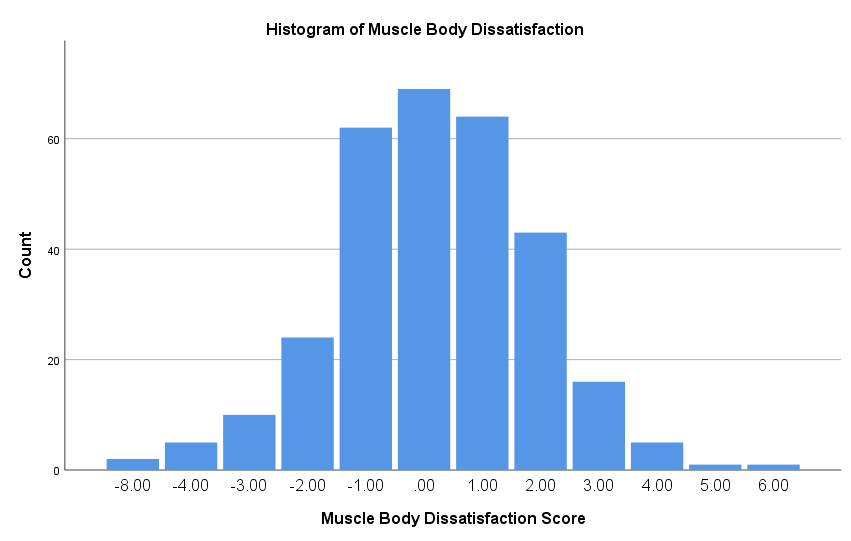 Histogram of Muscle Body Dissatisfaction
Count
60
40
20
0
-8.00 -4.00 -3.00 -2.00 -1.00 .00 1.00 2.00 3.00 4.00 5.00 6.00
Muscle Body Dissatisfaction Score